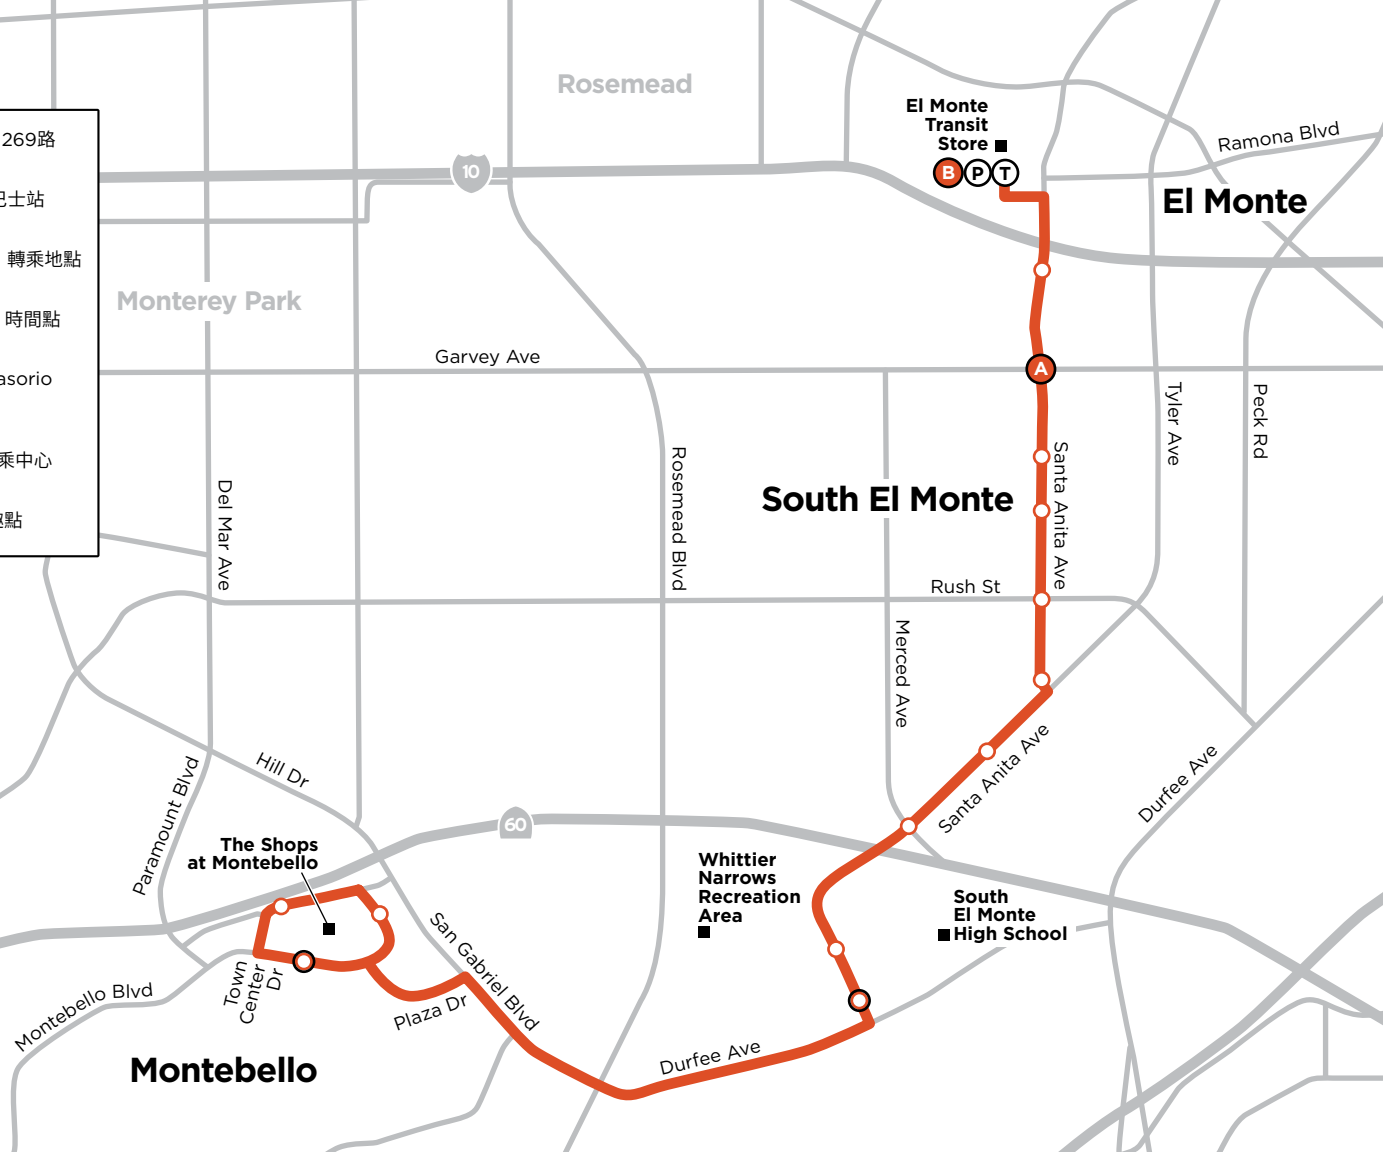 Rosemead
El Monte
Transit
Store
B
P
T
Ramona Blvd
El Monte
10
269路
士站
轉乘地點
時間點
asorio
乘中心
點
Monterey Park
Garvey Ave
A
Tyler Ave
Peck Rd
Del Mar Ave
Rosemead Blvd
Santa Anita Ave
South El Monte
Rush St
Merced Ave
Santa Anita Ave
Durfee Ave
Hill Dr
Paramount Blvd
60
The Shops
at Montebello
Whittier
Narrows
Recreation
Area
South
El Monte
High School
San Gabriel Blvd
Town
Center
Dr
Plaza Dr
Montebello Blvd
Durfee Ave
Montebello